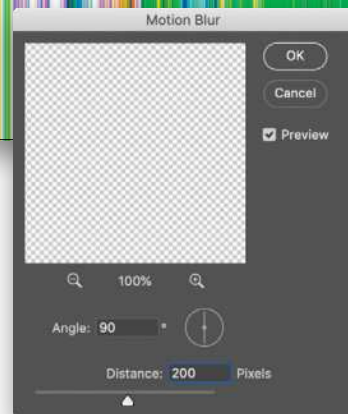 Motion Blur
OK
Cancel
Preview
100%
Angle: 90 °
Distance: 200 Pixels